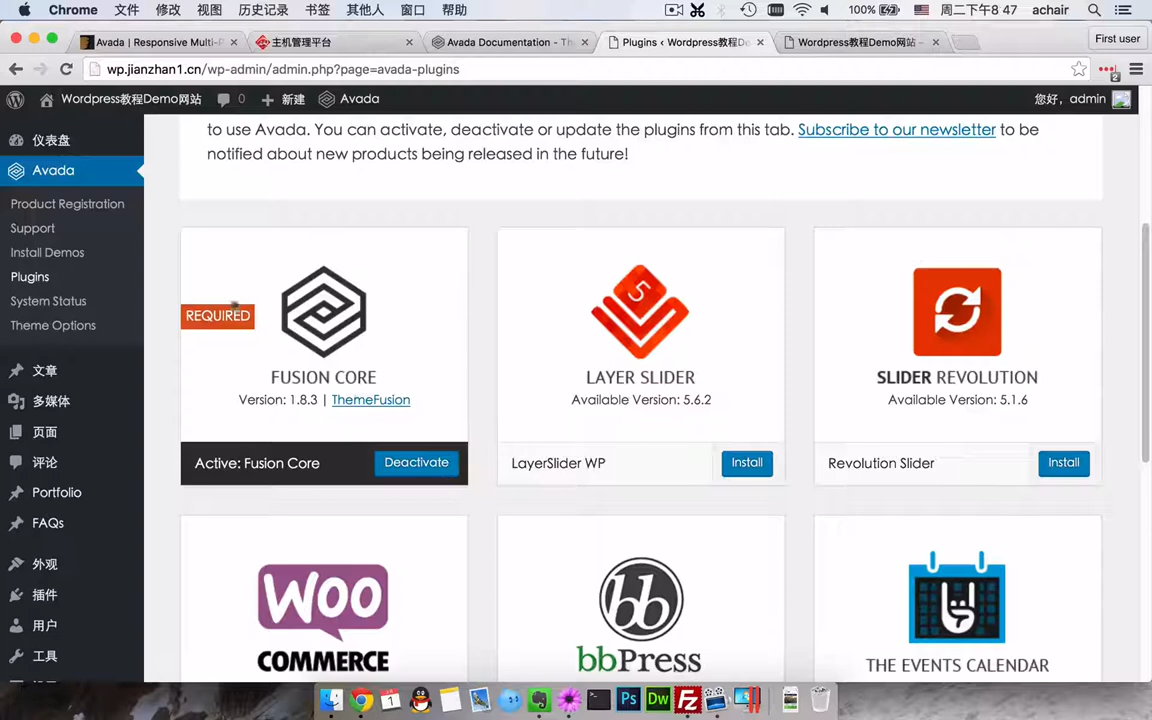 Chrome 文件 修改 视图 历史记录 书签 其他人 窗口 帮助 100% 周二下午8 47 achair
Avada | Responsive Multi-P 主机管理平台 Avada Documentation - Th Plugins ‹ Wordpress教程De Wordpress教程Demo网站 – First user
wp.jianzhan1.cn/wp-admin/admin.php?page=avada-plugins 2
Wordpress教程Demo网站 0 新建 Avada 您好，admin
仪表盘
Avada
Product Registration
Support
Install Demos
Plugins
System Status
Theme Options
文章
多媒体
页面
评论
Portfolio
FAQs
外观
插件
用户
工具
to use Avada. You can activate, deactivate or update the plugins from this tab. Subscribe to our newsletter to be
notified about new products being released in the future!
REQUIRED
FUSION CORE
Version: 1.8.3 | ThemeFusion
Active: Fusion Core Deactivate
5
LAYER SLIDER
Available Version: 5.6.2
LayerSlider WP Install
SLIDER REVOLUTION
Available Version: 5.1.6
Revolution Slider Install
WOO
COMMERCE
bb
bbPress
THE EVENTS CALENDAR
1 Ps Dw Fz